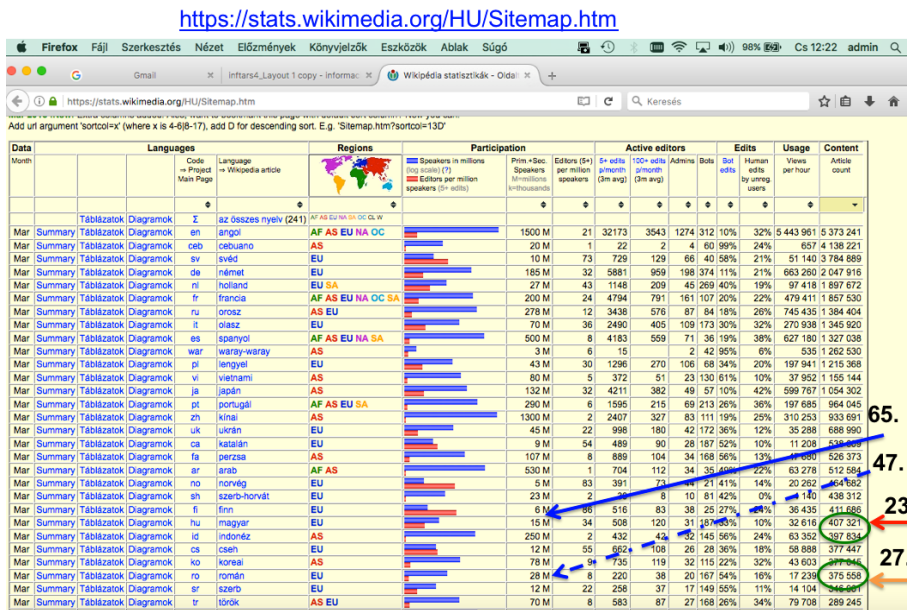 https://stats.wikimedia.org/HU/Sitemap.htm
Firefox Fájl Szerkesztés Nézet Előzmények Könyvjelzők Eszközök Ablak Súgó 98% Cs 12:22 admin
Gmail inftars4_Layout 1 copy - informac Wikipédia statisztikák - Oldal
https://stats.wikimedia.org/HU/Sitemap.htm Keresés
Add url argument 'sortcol=x' (where x is 4-6|8-17), add D for descending sort. E.g. 'Sitemap.htm?sortcol=13D'
Data Languages Regions Participation Active editors Edits Usage Content
Month Code ⇒ Project Main Page Language ⇒ Wikipedia article Speakers in millions (log scale) (?) Editors per million speakers (5+ edits) Prim.+Sec. Speakers M=millions k=thousands Editors (5+) per million speakers 5+ edits p/month (3m avg) 100+ edits p/month (3m avg) Admins Bots Bot edits Human edits by unreg. users Views per hour Article count
Táblázatok Diagramok Σ az összes nyelv (241) AF AS EU NA SA OC CL W
Mar Summary Táblázatok Diagramok en angol AF AS EU NA OC 1500 M 21 32173 3543 1274 312 10% 32% 5 443 961 5 373 241
Mar Summary Táblázatok Diagramok ceb cebuano AS 20 M 1 22 2 4 60 99% 24% 657 4 138 221
Mar Summary Táblázatok Diagramok sv svéd EU 10 M 73 729 129 66 40 58% 21% 51 140 3 784 889
Mar Summary Táblázatok Diagramok de német EU 185 M 32 5881 959 198 374 11% 21% 663 260 2 047 916
Mar Summary Táblázatok Diagramok nl holland EU SA 27 M 43 1148 209 45 269 40% 19% 97 418 1 897 672
Mar Summary Táblázatok Diagramok fr francia AF AS EU NA OC SA 200 M 24 4794 791 161 107 20% 22% 479 411 1 857 530
Mar Summary Táblázatok Diagramok ru orosz AS EU 278 M 12 3438 576 87 84 18% 26% 745 435 1 384 404
Mar Summary Táblázatok Diagramok it olasz EU 70 M 36 2490 405 109 173 30% 32% 270 938 1 345 920
Mar Summary Táblázatok Diagramok es spanyol AF AS EU NA SA 500 M 8 4183 559 71 36 19% 38% 627 180 1 327 038
Mar Summary Táblázatok Diagramok war waray-waray AS 3 M 6 15 2 42 95% 6% 535 1 262 530
Mar Summary Táblázatok Diagramok pl lengyel EU 43 M 30 1296 270 106 68 34% 20% 197 941 1 215 368
Mar Summary Táblázatok Diagramok vi vietnami AS 80 M 5 372 51 23 130 61% 10% 37 952 1 155 144
Mar Summary Táblázatok Diagramok ja japán AS 132 M 32 4211 382 49 57 10% 42% 599 767 1 054 302
Mar Summary Táblázatok Diagramok pt portugál AF AS EU SA 290 M 6 1595 215 69 213 26% 36% 197 685 964 045
Mar Summary Táblázatok Diagramok zh kínai AS 1300 M 2 2407 327 83 111 19% 25% 310 253 933 691
65.
Mar Summary Táblázatok Diagramok uk ukrán EU 45 M 22 998 180 42 172 36% 12% 35 288 688 990
Mar Summary Táblázatok Diagramok ca katalán EU 9 M 54 489 90 28 187 52% 10% 11 208
Mar Summary Táblázatok Diagramok fa perzsa AS 107 M 8 889 104 34 168 56% 13% 526 373
47.
Mar Summary Táblázatok Diagramok ar arab AF AS 530 M 1 704 112 34 35 22% 63 278 512 584
Mar Summary Táblázatok Diagramok no norvég EU 5 M 83 391 73 21 41% 14% 20 262
Mar Summary Táblázatok Diagramok sh szerb-horvát EU 23 M 2 8 10 81 42% 0% 438 312
Mar Summary Táblázatok Diagramok fi finn EU 6 M 516 83 38 25 27% 36 435 411 686
23
Mar Summary Táblázatok Diagramok hu magyar EU 15 M 34 508 120 31 10% 32 616 407 321
Mar Summary Táblázatok Diagramok id indonéz AS 250 M 2 432 42 145 56% 24% 63 352 397 834
Mar Summary Táblázatok Diagramok cs cseh EU 12 M 55 108 26 28 36% 18% 58 888 377 447
27.
Mar Summary Táblázatok Diagramok ko koreai AS 78 M 735 119 32 115 22% 32% 43 603
Mar Summary Táblázatok Diagramok ro román EU 28 M 8 220 38 20 167 54% 16% 17 239 375 558
Mar Summary Táblázatok Diagramok sr szerb EU 12 M 22 258 37 17 149 55% 11% 14 104
Mar Summary Táblázatok Diagramok tr török AS EU 70 M 8 583 87 27 168 26% 34% 79 708 289 245